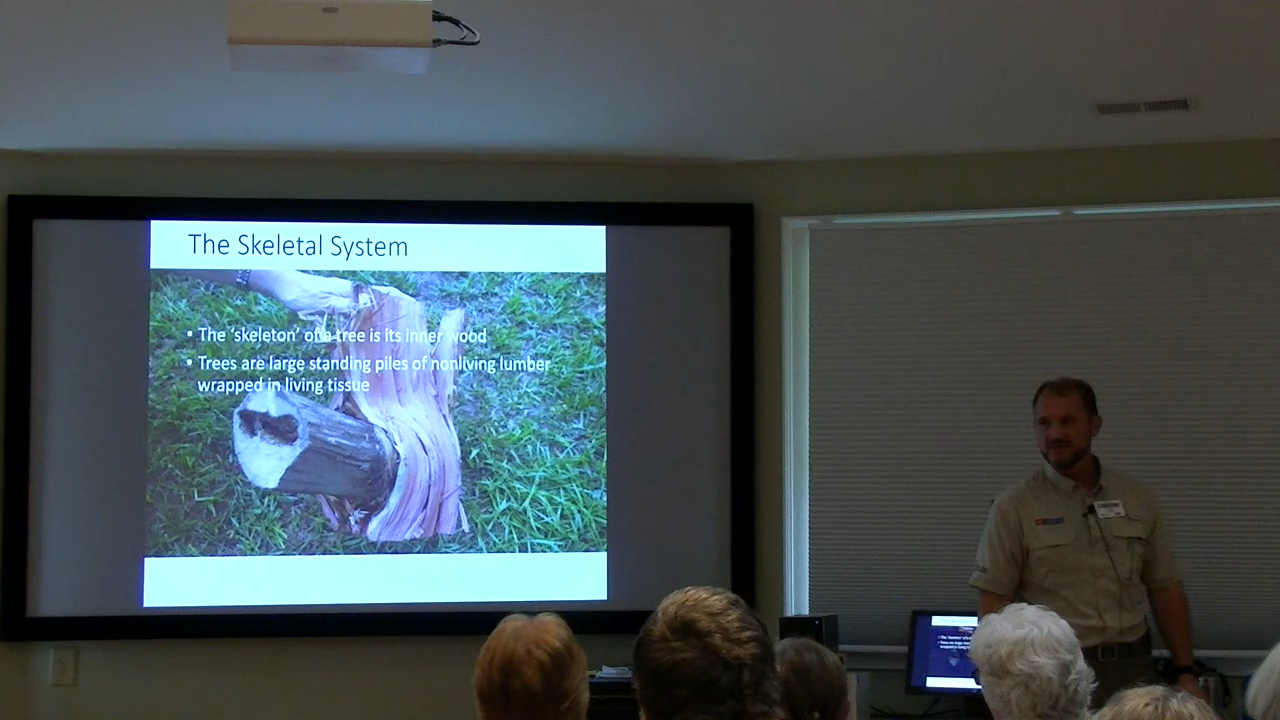 The Skeletal System
• The ‘skeleton’ of a tree is its inner wood
• Trees are large standing piles of nonliving lumber
wrapped in living tissue